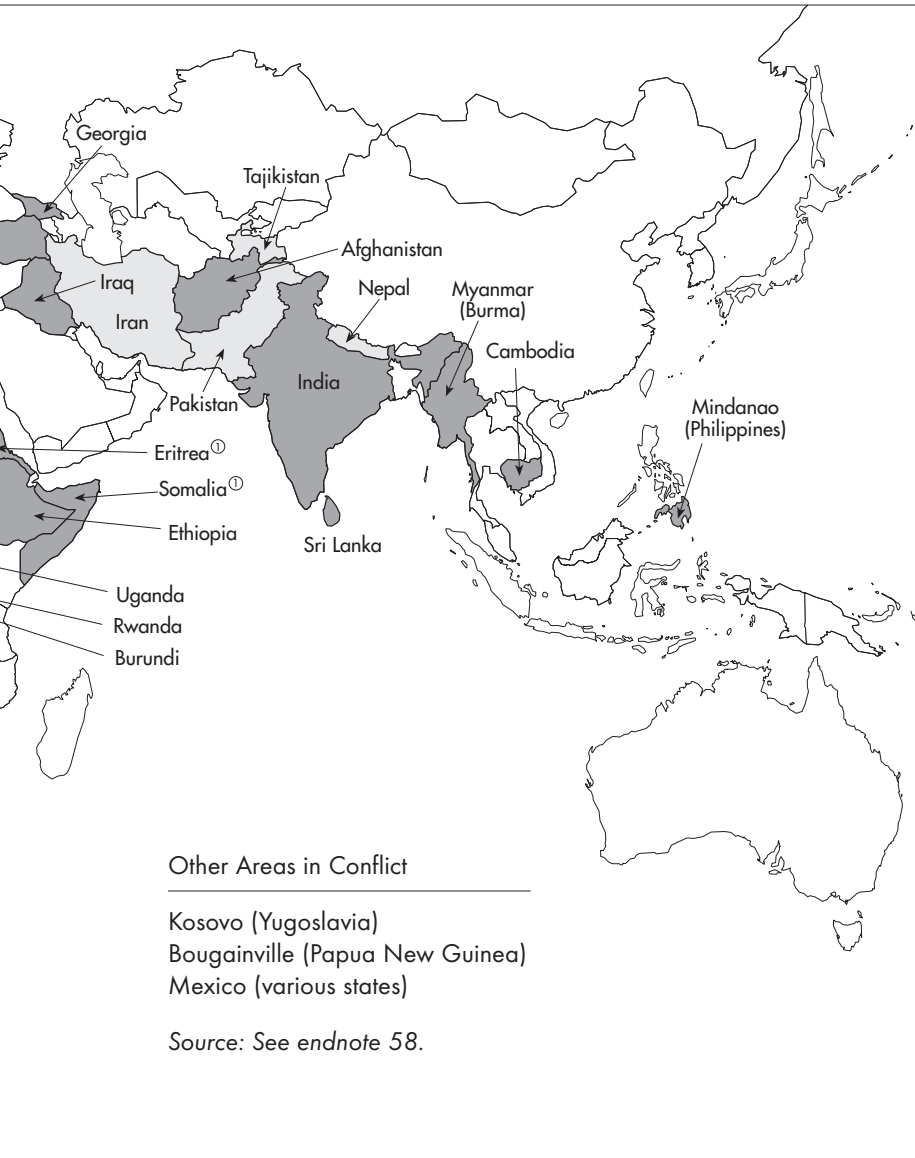 Georgia
Tajikistan
Afghanistan
Iraq
Nepal
Myanmar
(Burma)
Iran
Cambodia
India
Pakistan
Mindanao
(Philippines)
Eritrea①
Somalia①
Ethiopia
Sri Lanka
Uganda
Rwanda
Burundi
Other Areas in Conflict
Kosovo (Yugoslavia)
Bougainville (Papua New Guinea)
Mexico (various states)
Source: See endnote 58.